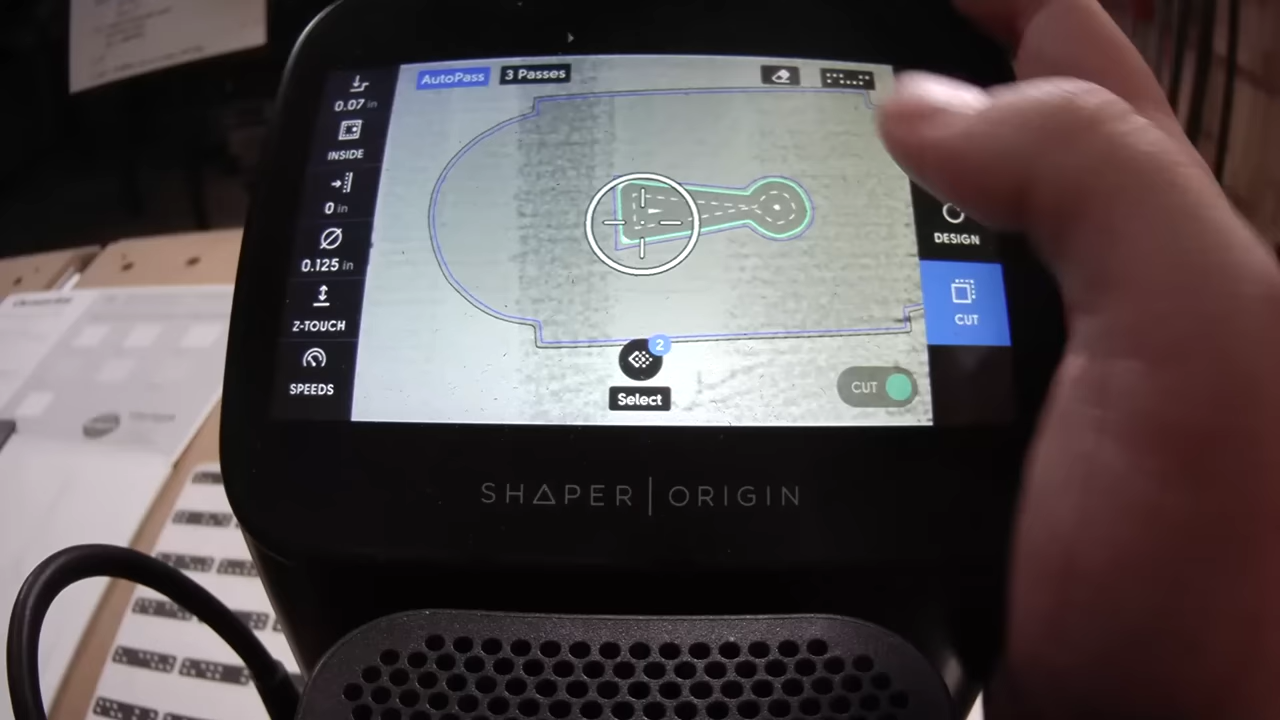 AutoPass 3 Passes
0.07 in
INSIDE
0 in
0.125 in
Z-TOUCH
SPEEDS
2
Select
CUT
DESIGN
CUT
SHAPER | ORIGIN